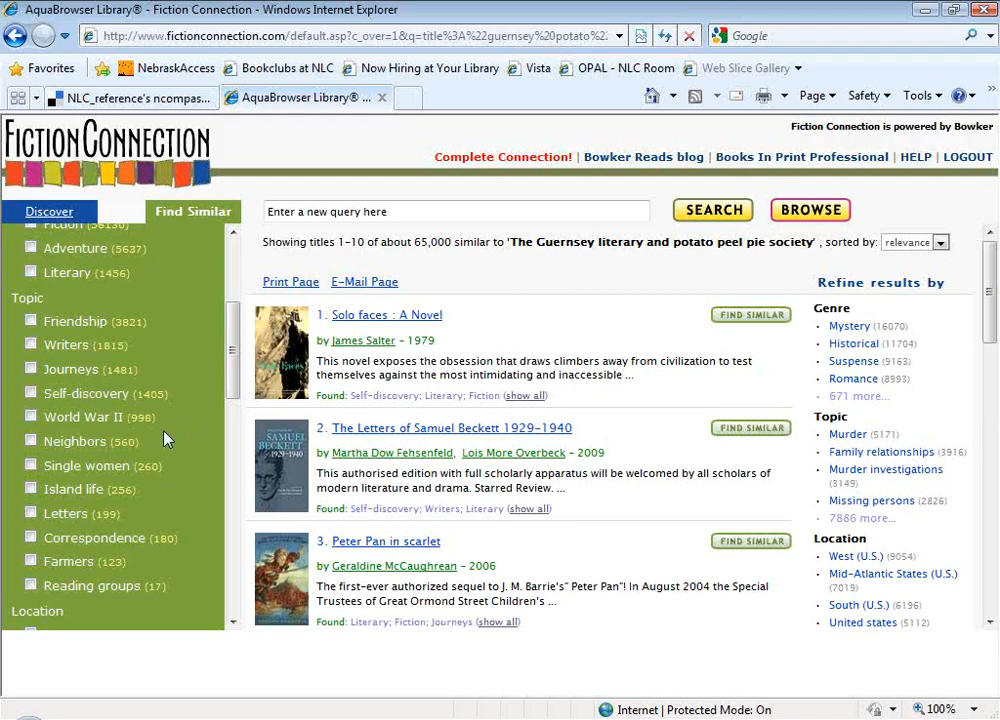 AquaBrowser Library® - Fiction Connection - Windows Internet Explorer
http://www.fictionconnection.com/default.asp?c_over=1&q=title%3A%22guernsey%20potato%2
Google
Favorites NebraskAccess Bookclubs at NLC Now Hiring at Your Library Vista OPAL - NLC Room Web Slice Gallery
NLC_reference's ncompas... AquaBrowser Library® ... Page Safety Tools
FICTIONCONNECTION
Fiction Connection is powered by Bowker
Complete Connection! | Bowker Reads blog | Books In Print Professional | HELP | LOGOUT
Discover Find Similar
Enter a new query here SEARCH BROWSE
Showing titles 1-10 of about 65,000 similar to 'The Guernsey literary and potato peel pie society' , sorted by: relevance
Print Page E-Mail Page
Fiction (56130)
Adventure (5637)
Literary (1456)
Topic
Friendship (3821)
Writers (1815)
Journeys (1481)
Self-discovery (1405)
World War II (998)
Neighbors (560)
Single women (260)
Island life (256)
Letters (199)
Correspondence (180)
Farmers (123)
Reading groups (17)
Location
1. Solo faces : A Novel FIND SIMILAR
by James Salter - 1979
This novel exposes the obsession that draws climbers away from civilization to test
themselves against the most intimidating and inaccessible ...
Found: Self-discovery; Literary; Fiction (show all)
SAMUEL
BECKETT
1929-1940
2. The Letters of Samuel Beckett 1929-1940 FIND SIMILAR
by Martha Dow Fehsenfeld, Lois More Overbeck - 2009
This authorised edition with full scholarly apparatus will be welcomed by all scholars of
modern literature and drama. Starred Review. ...
Found: Self-discovery; Writers; Literary (show all)
3. Peter Pan in scarlet FIND SIMILAR
by Geraldine McCaughrean - 2006
The first-ever authorized sequel to J. M. Barrie's" Peter Pan"! In August 2004 the Special
Trustees of Great Ormond Street Children's ...
Found: Literary; Fiction; Journeys (show all)
Refine results by
Genre
Mystery (16070)
Historical (11704)
Suspense (9163)
Romance (8993)
671 more...
Topic
Murder (5171)
Family relationships (3916)
Murder investigations
(3149)
Missing persons (2826)
7886 more...
Location
West (U.S.) (9054)
Mid-Atlantic States (U.S.)
(7019)
South (U.S.) (6196)
United states (5112)
Internet | Protected Mode: On 100%